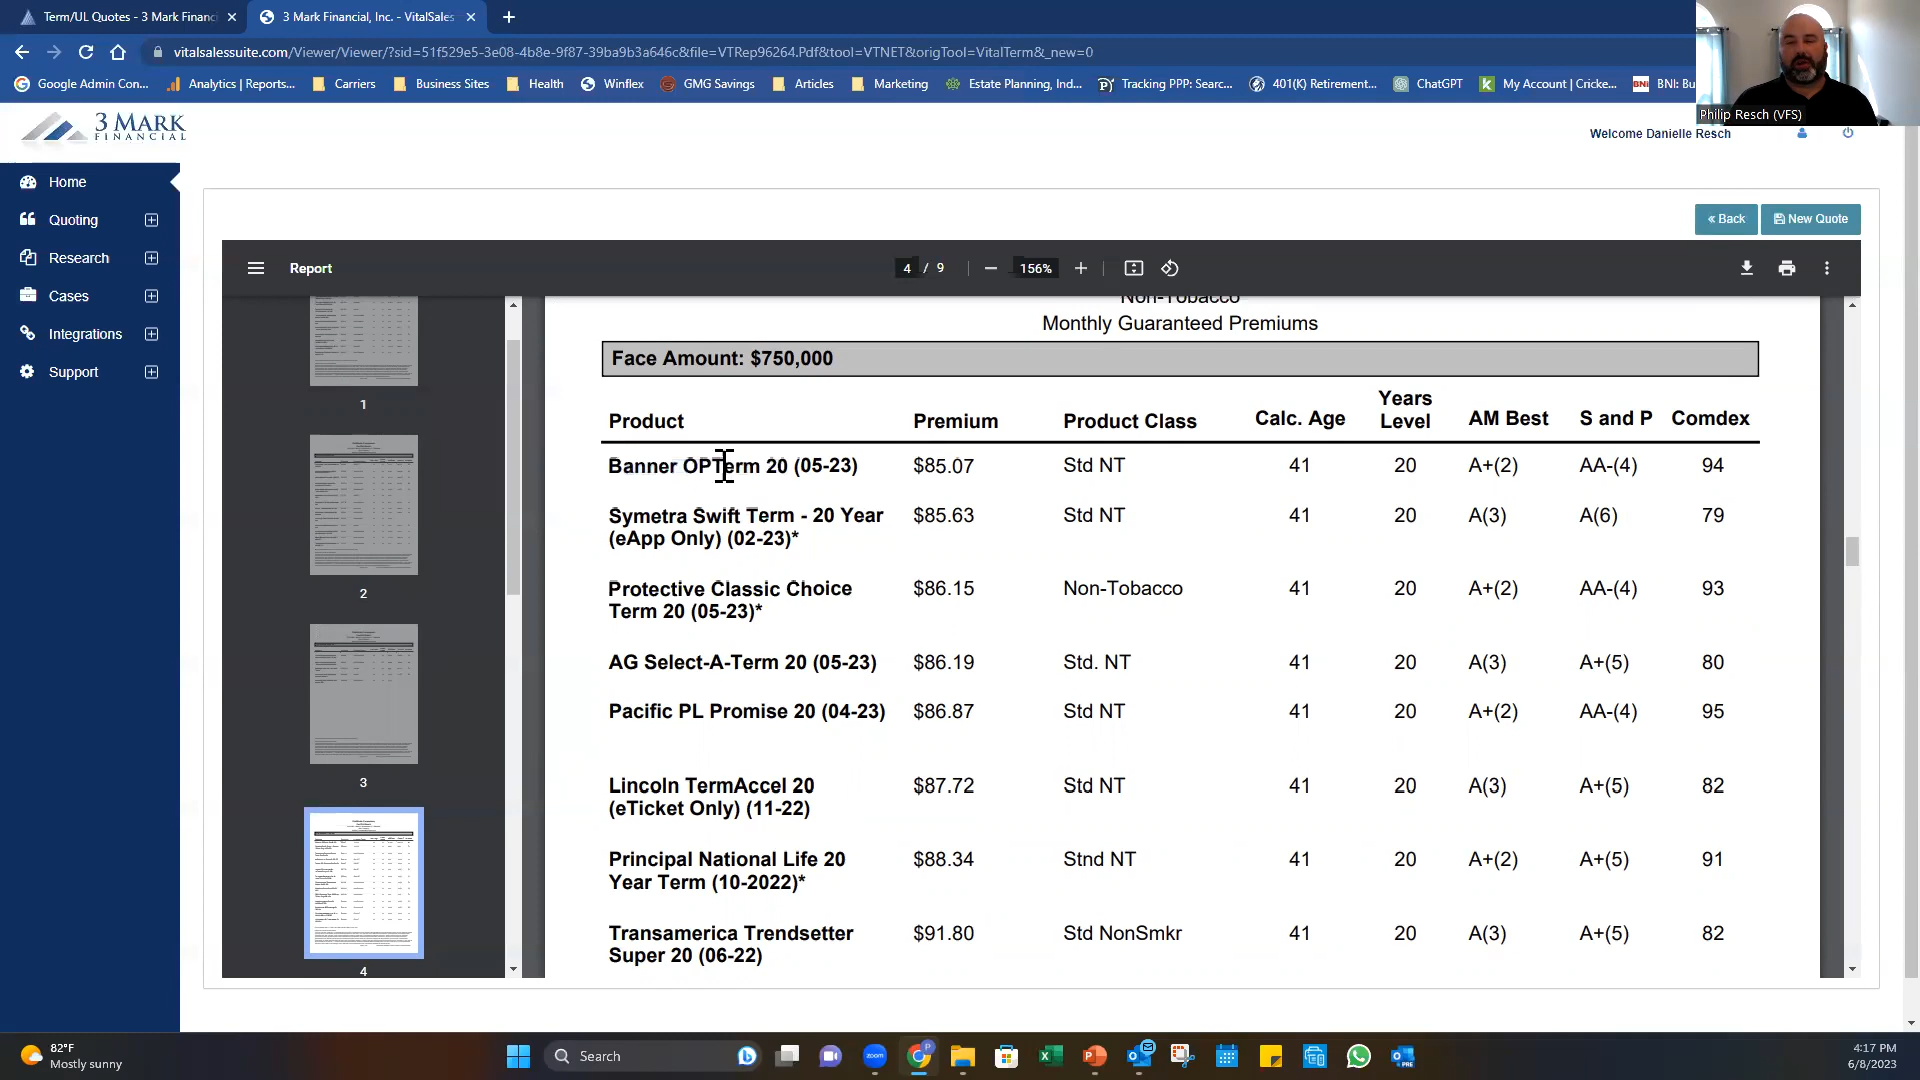 Term/UL Quotes - 3 Mark Financi
3 Mark Financial, Inc. - VitalSales
vitalsalessuite.com/Viewer/Viewer/?sid=51f529e5-3e08-4b8e-9f87-39ba9b3a646c&file=VTRep96264.Pdf&tool=VTNET&origTool=VitalTerm&_new=0
Google Admin Con... Analytics | Reports... Carriers Business Sites Health Winflex GMG Savings Articles Marketing Estate Planning, Ind... Tracking PPP: Searc... 401(K) Retirement... ChatGPT My Account | Cricke... BNI: Bu
Philip Resch (VFS)
3 MARK
FINANCIAL
Welcome Danielle Resch
Home
Quoting
Research
Cases
Integrations
Support
« Back
New Quote
Report
4 / 9
156%
1
2
3
4
Non-Tobacco
Monthly Guaranteed Premiums
Face Amount: $750,000
Product Premium Product Class Calc. Age Years Level AM Best S and P Comdex
Banner OPTerm 20 (05-23) $85.07 Std NT 41 20 A+(2) AA-(4) 94
Symetra Swift Term - 20 Year $85.63 Std NT 41 20 A(3) A(6) 79
(eApp Only) (02-23)*
Protective Classic Choice $86.15 Non-Tobacco 41 20 A+(2) AA-(4) 93
Term 20 (05-23)*
AG Select-A-Term 20 (05-23) $86.19 Std. NT 41 20 A(3) A+(5) 80
Pacific PL Promise 20 (04-23) $86.87 Std NT 41 20 A+(2) AA-(4) 95
Lincoln TermAccel 20 $87.72 Std NT 41 20 A(3) A+(5) 82
(eTicket Only) (11-22)
Principal National Life 20 $88.34 Stnd NT 41 20 A+(2) A+(5) 91
Year Term (10-2022)*
Transamerica Trendsetter $91.80 Std NonSmkr 41 20 A(3) A+(5) 82
Super 20 (06-22)
82°F
Mostly sunny
Search
4:17 PM
6/8/2023